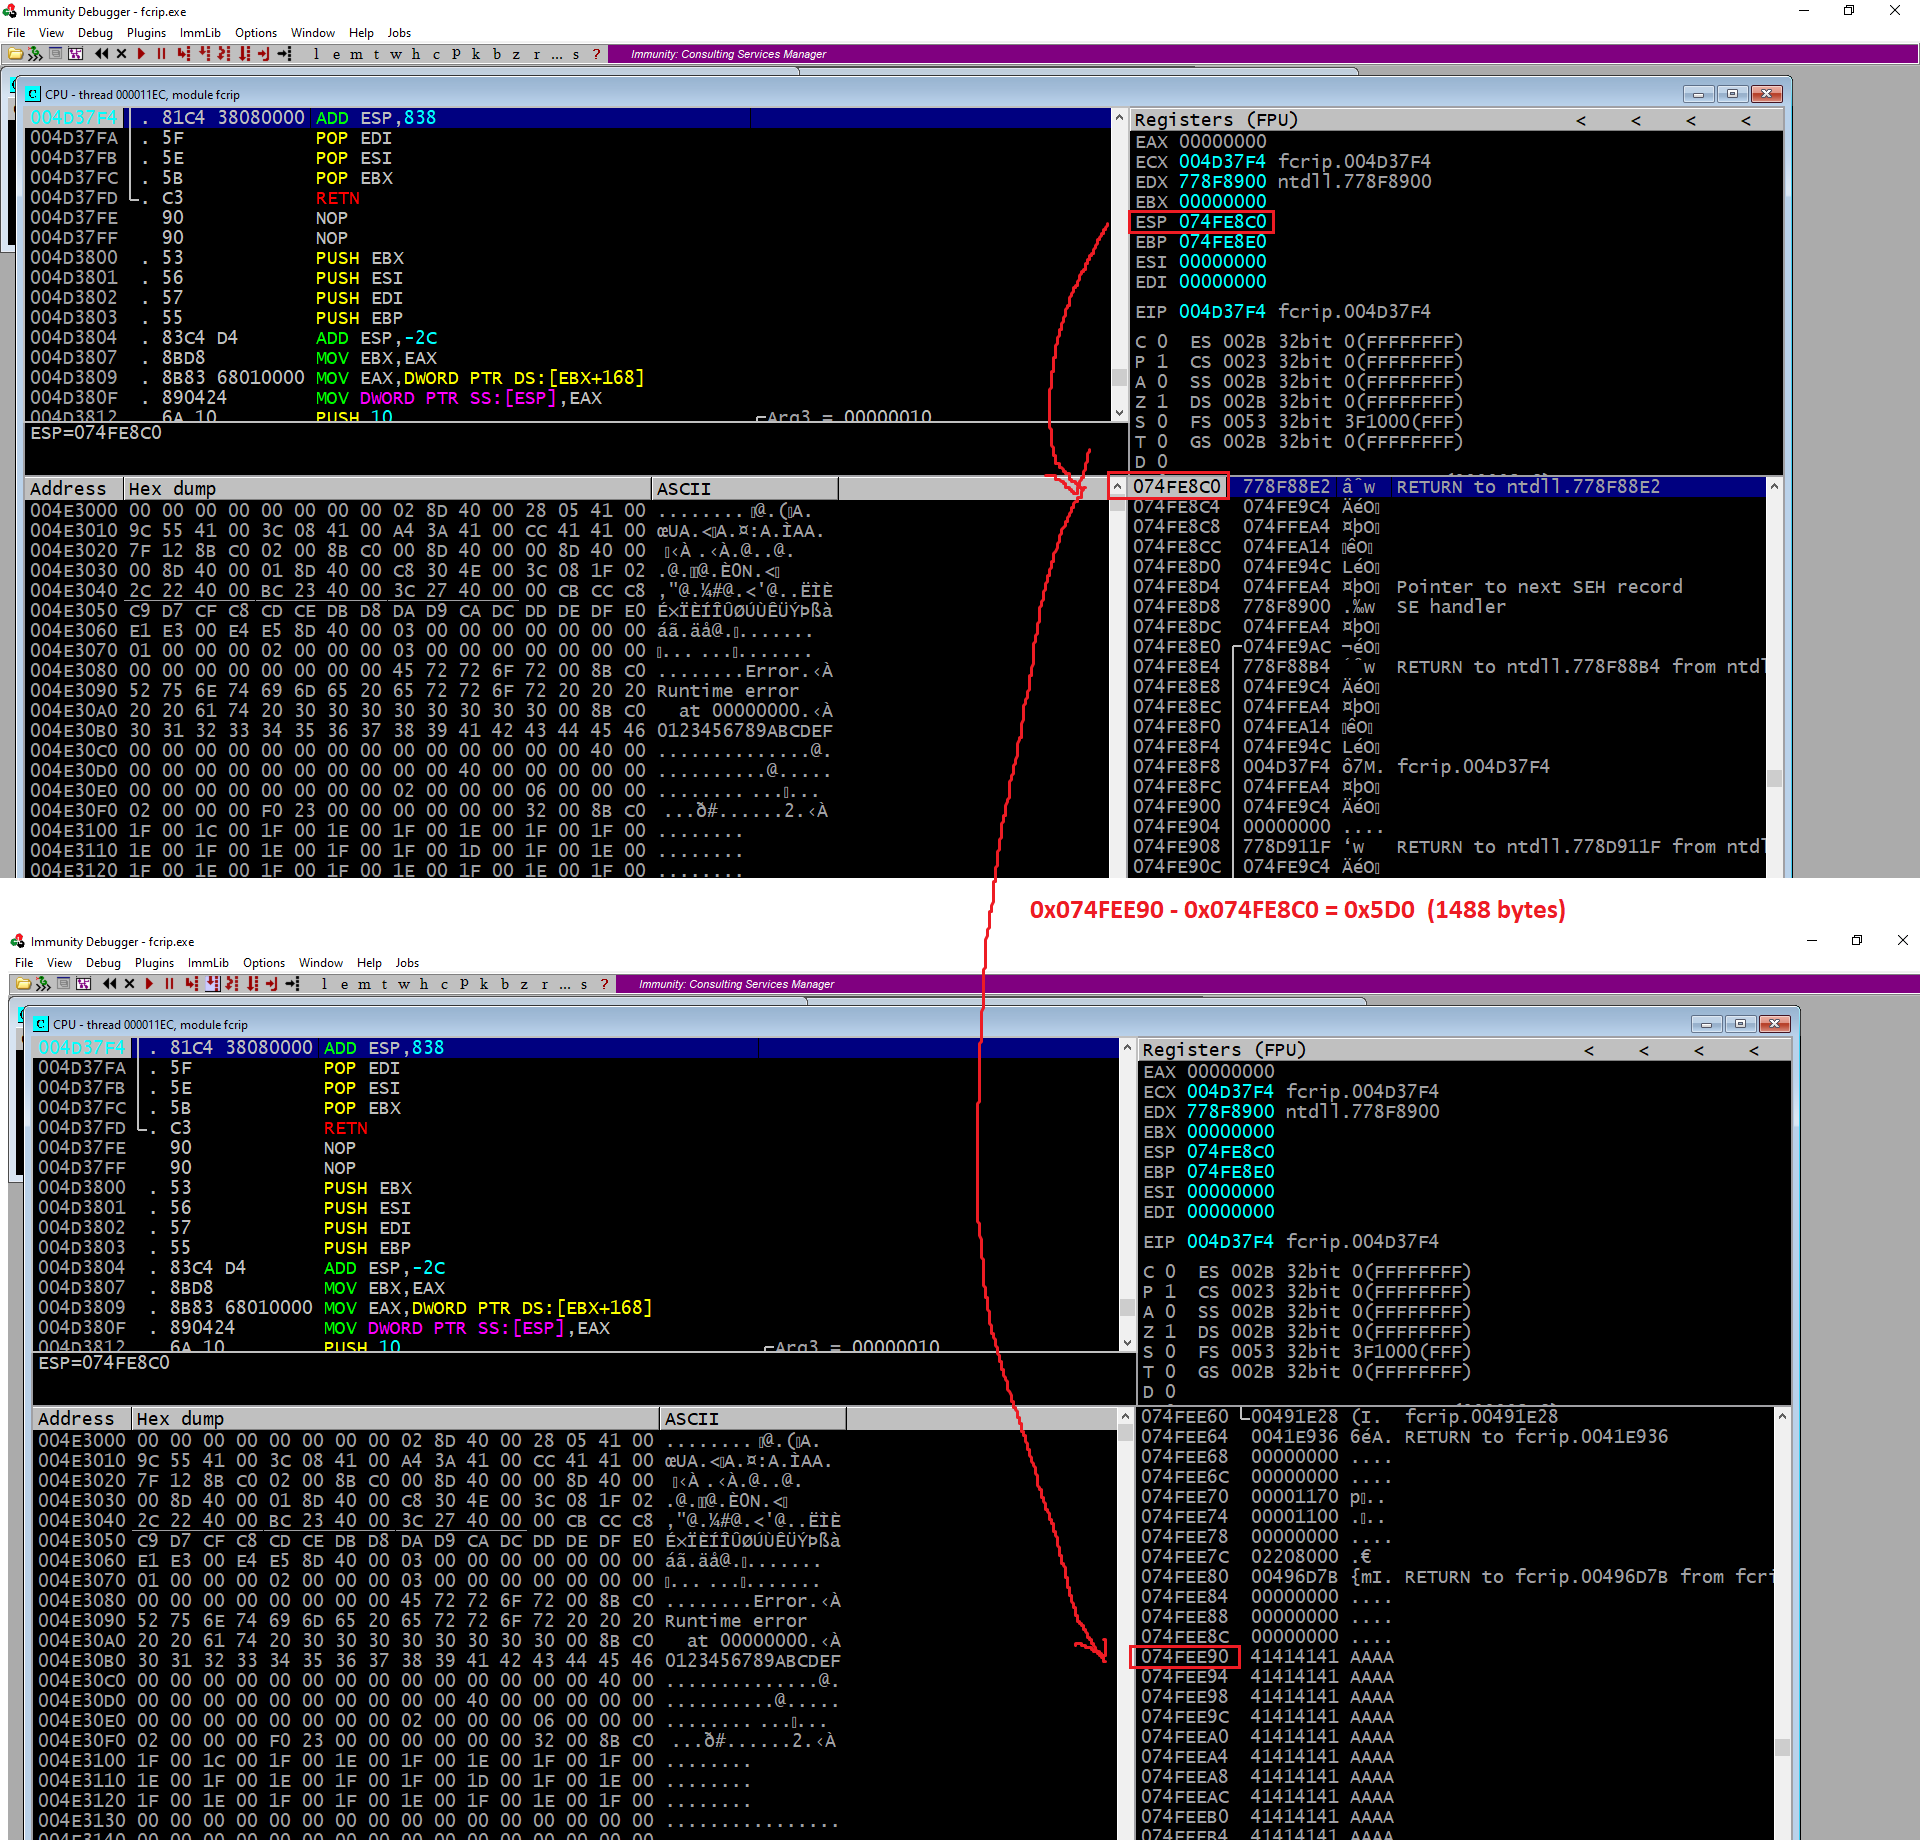 Immunity Debugger - fcrip.exe
File View Debug Plugins ImmLib Options Window Help Jobs
l e m t w h c P k b z r ... s ? Immunity: Consulting Services Manager
CPU - thread 000011EC, module fcrip
004D37F4 . 81C4 38080000 ADD ESP,838
004D37FA . 5F POP EDI
004D37FB . 5E POP ESI
004D37FC . 5B POP EBX
004D37FD . C3 RETN
004D37FE 90 NOP
004D37FF 90 NOP
004D3800 . 53 PUSH EBX
004D3801 . 56 PUSH ESI
004D3802 . 57 PUSH EDI
004D3803 . 55 PUSH EBP
004D3804 . 83C4 D4 ADD ESP,-2C
004D3807 . 8BD8 MOV EBX,EAX
004D3809 . 8B83 68010000 MOV EAX,DWORD PTR DS:[EBX+168]
004D380F . 890424 MOV DWORD PTR SS:[ESP],EAX
004D3812 . 6A 10 PUSH 10 Arg3 = 00000010
ESP=074FE8C0
Registers (FPU) < < < <
EAX 00000000
ECX 004D37F4 fcrip.004D37F4
EDX 778F8900 ntdll.778F8900
EBX 00000000
ESP 074FE8C0
EBP 074FE8E0
ESI 00000000
EDI 00000000
EIP 004D37F4 fcrip.004D37F4
C 0 ES 002B 32bit 0(FFFFFFFF)
P 1 CS 0023 32bit 0(FFFFFFFF)
A 0 SS 002B 32bit 0(FFFFFFFF)
Z 1 DS 002B 32bit 0(FFFFFFFF)
S 0 FS 0053 32bit 3F1000(FFF)
T 0 GS 002B 32bit 0(FFFFFFFF)
D 0
Address Hex dump ASCII
004E3000 00 00 00 00 00 00 00 00 02 8D 40 00 28 05 41 00
004E3010 9C 55 41 00 3C 08 41 00 A4 3A 41 00 CC 41 41 00
004E3020 7F 12 8B C0 02 00 8B C0 00 8D 40 00 00 8D 40 00
004E3030 00 8D 40 00 01 8D 40 00 C8 30 4E 00 3C 08 1F 02
004E3040 2C 22 40 00 BC 23 40 00 3C 27 40 00 00 CB CC C8
004E3050 C9 D7 CF C8 CD CE DB D8 DA D9 CA DC DD DE DF E0
004E3060 E1 E3 00 E4 E5 8D 40 00 03 00 00 00 00 00 00 00
004E3070 01 00 00 00 02 00 00 00 03 00 00 00 00 00 00 00
004E3080 00 00 00 00 00 00 00 00 45 72 72 6F 72 00 8B C0 ........Error.‹À
004E3090 52 75 6E 74 69 6D 65 20 65 72 72 6F 72 20 20 20 Runtime error
004E30A0 20 20 61 74 20 30 30 30 30 30 30 30 30 00 8B C0 at 00000000.‹À
004E30B0 30 31 32 33 34 35 36 37 38 39 41 42 43 44 45 46 0123456789ABCDEF
004E30C0 00 00 00 00 00 00 00 00 00 00 00 00 00 00 40 00 ..............@.
004E30D0 00 00 00 00 00 00 00 00 00 00 40 00 00 00 00 00 ..........@.....
004E30E0 00 00 00 00 00 00 00 00 02 00 00 00 06 00 00 00
004E30F0 02 00 00 00 F0 23 00 00 00 00 00 00 32 00 8B C0 ...ð#......2.‹À
004E3100 1F 00 1C 00 1F 00 1E 00 1F 00 1E 00 1F 00 1F 00 ........
004E3110 1E 00 1F 00 1E 00 1F 00 1F 00 1D 00 1F 00 1E 00 ........
004E3120 1F 00 1E 00 1F 00 1F 00 1E 00 1F 00 1E 00 1F 00 ........
074FE8C0 778F88E2 âˆw RETURN to ntdll.778F88E2
074FE8C4 074FE9C4 ÄéO
074FE8C8 074FFEA4 ¤þO
074FE8CC 074FEA14 êO
074FE8D0 074FE94C LéO
074FE8D4 074FFEA4 ¤þO Pointer to next SEH record
074FE8D8 778F8900 .‰w SE handler
074FE8DC 074FFEA4 ¤þO
074FE8E0 074FE9AC ¬éO
074FE8E4 778F88B4 ´ˆw RETURN to ntdll.778F88B4 from ntdl
074FE8E8 074FE9C4 ÄéO
074FE8EC 074FFEA4 ¤þO
074FE8F0 074FEA14 êO
074FE8F4 074FE94C LéO
074FE8F8 004D37F4 ô7M. fcrip.004D37F4
074FE8FC 074FFEA4 ¤þO
074FE900 074FE9C4 ÄéO
074FE904 00000000 ....
074FE908 778D911F ‘w RETURN to ntdll.778D911F from ntdl
074FE90C 074FE9C4 ÄéO
0x074FEE90 - 0x074FE8C0 = 0x5D0 (1488 bytes)
Immunity Debugger - fcrip.exe
File View Debug Plugins ImmLib Options Window Help Jobs
l e m t w h c P k b z r ... s ? Immunity: Consulting Services Manager
CPU - thread 000011EC, module fcrip
004D37F4 . 81C4 38080000 ADD ESP,838
004D37FA . 5F POP EDI
004D37FB . 5E POP ESI
004D37FC . 5B POP EBX
004D37FD . C3 RETN
004D37FE 90 NOP
004D37FF 90 NOP
004D3800 . 53 PUSH EBX
004D3801 . 56 PUSH ESI
004D3802 . 57 PUSH EDI
004D3803 . 55 PUSH EBP
004D3804 . 83C4 D4 ADD ESP,-2C
004D3807 . 8BD8 MOV EBX,EAX
004D3809 . 8B83 68010000 MOV EAX,DWORD PTR DS:[EBX+168]
004D380F . 890424 MOV DWORD PTR SS:[ESP],EAX
004D3812 . 6A 10 PUSH 10 Arg3 = 00000010
ESP=074FE8C0
Registers (FPU) < < < <
EAX 00000000
ECX 004D37F4 fcrip.004D37F4
EDX 778F8900 ntdll.778F8900
EBX 00000000
ESP 074FE8C0
EBP 074FE8E0
ESI 00000000
EDI 00000000
EIP 004D37F4 fcrip.004D37F4
C 0 ES 002B 32bit 0(FFFFFFFF)
P 1 CS 0023 32bit 0(FFFFFFFF)
A 0 SS 002B 32bit 0(FFFFFFFF)
Z 1 DS 002B 32bit 0(FFFFFFFF)
S 0 FS 0053 32bit 3F1000(FFF)
T 0 GS 002B 32bit 0(FFFFFFFF)
D 0
Address Hex dump ASCII
004E3000 00 00 00 00 00 00 00 00 02 8D 40 00 28 05 41 00
004E3010 9C 55 41 00 3C 08 41 00 A4 3A 41 00 CC 41 41 00
004E3020 7F 12 8B C0 02 00 8B C0 00 8D 40 00 00 8D 40 00
004E3030 00 8D 40 00 01 8D 40 00 C8 30 4E 00 3C 08 1F 02
004E3040 2C 22 40 00 BC 23 40 00 3C 27 40 00 00 CB CC C8
004E3050 C9 D7 CF C8 CD CE DB D8 DA D9 CA DC DD DE DF E0
004E3060 E1 E3 00 E4 E5 8D 40 00 03 00 00 00 00 00 00 00
004E3070 01 00 00 00 02 00 00 00 03 00 00 00 00 00 00 00
004E3080 00 00 00 00 00 00 00 00 45 72 72 6F 72 00 8B C0 ........Error.‹À
004E3090 52 75 6E 74 69 6D 65 20 65 72 72 6F 72 20 20 20 Runtime error
004E30A0 20 20 61 74 20 30 30 30 30 30 30 30 30 00 8B C0 at 00000000.‹À
004E30B0 30 31 32 33 34 35 36 37 38 39 41 42 43 44 45 46 0123456789ABCDEF
004E30C0 00 00 00 00 00 00 00 00 00 00 00 00 00 00 40 00 ..............@.
004E30D0 00 00 00 00 00 00 00 00 00 00 40 00 00 00 00 00 ..........@.....
004E30E0 00 00 00 00 00 00 00 00 02 00 00 00 06 00 00 00
004E30F0 02 00 00 00 F0 23 00 00 00 00 00 00 32 00 8B C0 ...ð#......2.‹À
004E3100 1F 00 1C 00 1F 00 1E 00 1F 00 1E 00 1F 00 1F 00 ........
004E3110 1E 00 1F 00 1E 00 1F 00 1F 00 1D 00 1F 00 1E 00 ........
004E3120 1F 00 1E 00 1F 00 1F 00 1E 00 1F 00 1E 00 1F 00 ........
004E3130 00 00 00 00 00 00 00 00 00 00 00 00 00 00 00 00 ................
074FEE60 00491E28 (I. fcrip.00491E28
074FEE64 0041E936 6éA. RETURN to fcrip.0041E936
074FEE68 00000000 ....
074FEE6C 00000000 ....
074FEE70 00001170 p..
074FEE74 00001100 ...
074FEE78 00000000 ....
074FEE7C 02208000 .€
074FEE80 00496D7B {mI. RETURN to fcrip.00496D7B from fcri
074FEE84 00000000 ....
074FEE88 00000000 ....
074FEE8C 00000000 ....
074FEE90 41414141 AAAA
074FEE94 41414141 AAAA
074FEE98 41414141 AAAA
074FEE9C 41414141 AAAA
074FEEA0 41414141 AAAA
074FEEA4 41414141 AAAA
074FEEA8 41414141 AAAA
074FEEAC 41414141 AAAA
074FEEB0 41414141 AAAA
074FEEB4 41414141 AAAA